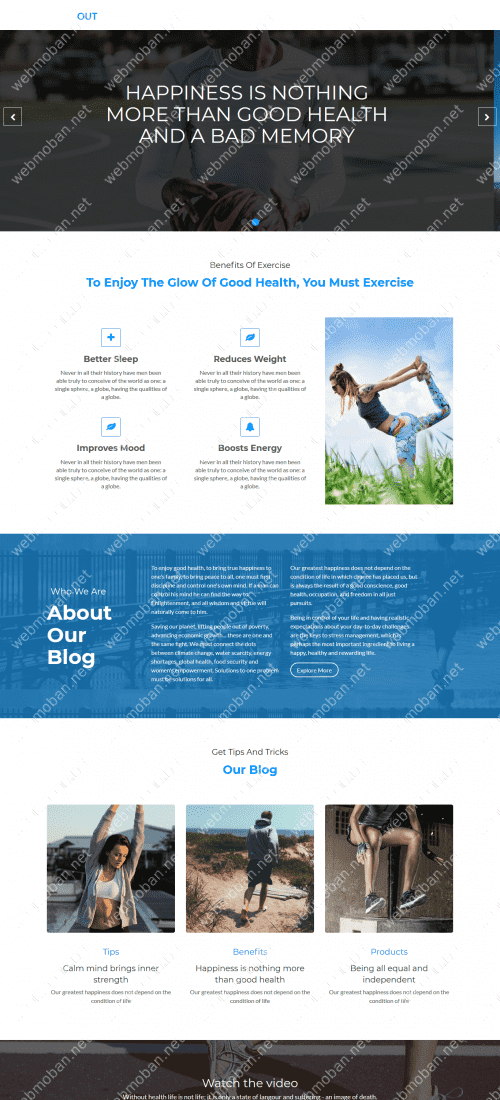 OUT
HAPPINESS IS NOTHING
MORE THAN GOOD HEALTH
AND A BAD MEMORY
Benefits Of Exercise
To Enjoy The Glow Of Good Health, You Must Exercise
Better Sleep
Never in all their history have men been
able truly to conceive of the world as one: a
single sphere, a globe, having the qualities of
a globe.
Reduces Weight
Never in all their history have men been
able truly to conceive of the world as one: a
single sphere, a globe, having the qualities of
a globe.
Improves Mood
Never in all their history have men been
able truly to conceive of the world as one: a
single sphere, a globe, having the qualities of
a globe.
Boosts Energy
Never in all their history have men been
able truly to conceive of the world as one: a
single sphere, a globe, having the qualities of
a globe.
Who We Are
About
Our
Blog
To enjoy good health, to bring true happiness to
one's family, to bring peace to all, one must first
discipline and control one's own mind. If a man can
control his mind he can find the way to
Enlightenment, and all wisdom and virtue will
naturally come to him.
Saving our planet, lifting people out of poverty,
advancing economic growth... these are one and
the same fight. We must connect the dots
between climate change, water scarcity, energy
shortages, global health, food security and
women's empowerment. Solutions to one problem
must be solutions for all.
Our greatest happiness does not depend on the
condition of life in which chance has placed us, but
is always the result of a good conscience, good
health, occupation, and freedom in all just
pursuits.
Being in control of your life and having realistic
expectations about your day-to-day challenges
are the keys to stress management, which is
perhaps the most important ingredient to living a
happy, healthy and rewarding life.
Explore More
Get Tips And Tricks
Our Blog
Tips
Calm mind brings inner
strength
Our greatest happiness does not depend on the
condition of life
Benefits
Happiness is nothing more
than good health
Our greatest happiness does not depend on the
condition of life
Products
Being all equal and
independent
Our greatest happiness does not depend on the
condition of life
Watch the video
Without health life is not life; it is only a state of langour and suffering - an image of death.
webmoban.net